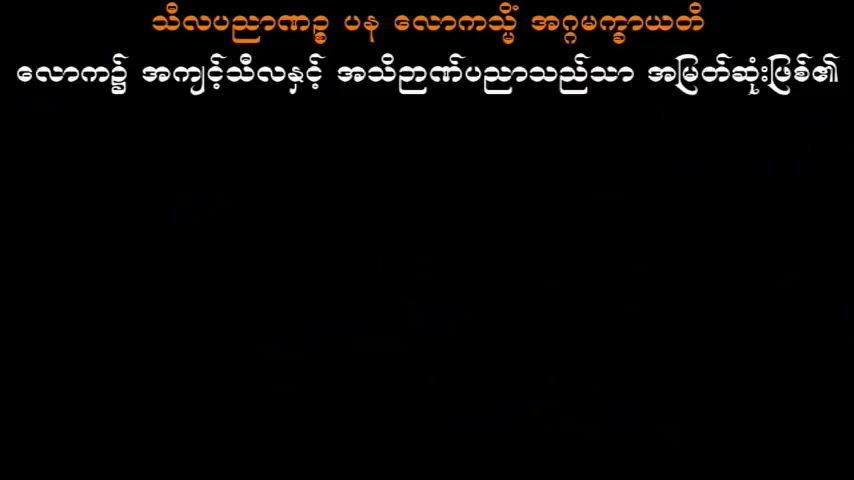 သီလပညာဏဉ္စ ပန လောကသ္မိံ အဂ္ဂမက္ခာယတိ
လောက၌ အကျင့်သီလနှင့် အသိဉာဏ်ပညာသည်သာ အမြတ်ဆုံးဖြစ်၏